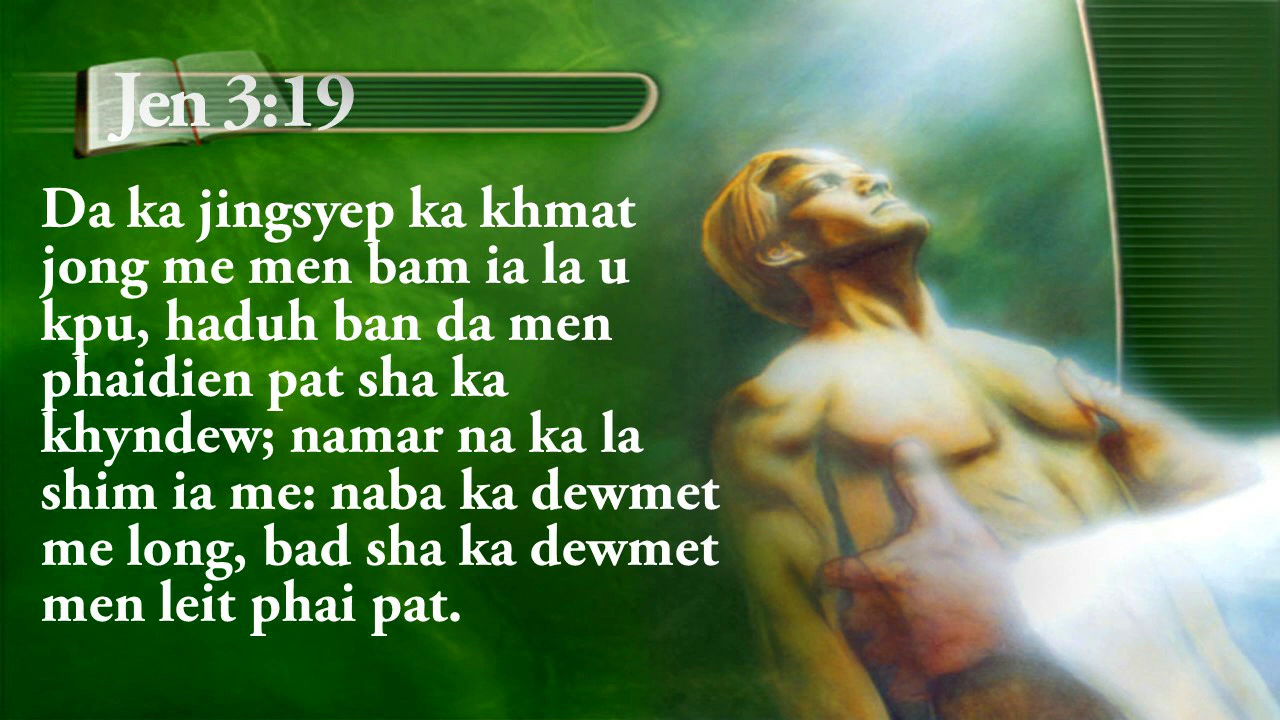 Jen 3:19
Da ka jingsyep ka khmat
jong me men bam ia la u
kpu, haduh ban da men
phaidien pat sha ka
khyndew; namar na ka la
shim ia me: naba ka dewmet
me long, bad sha ka dewmet
men leit phai pat.